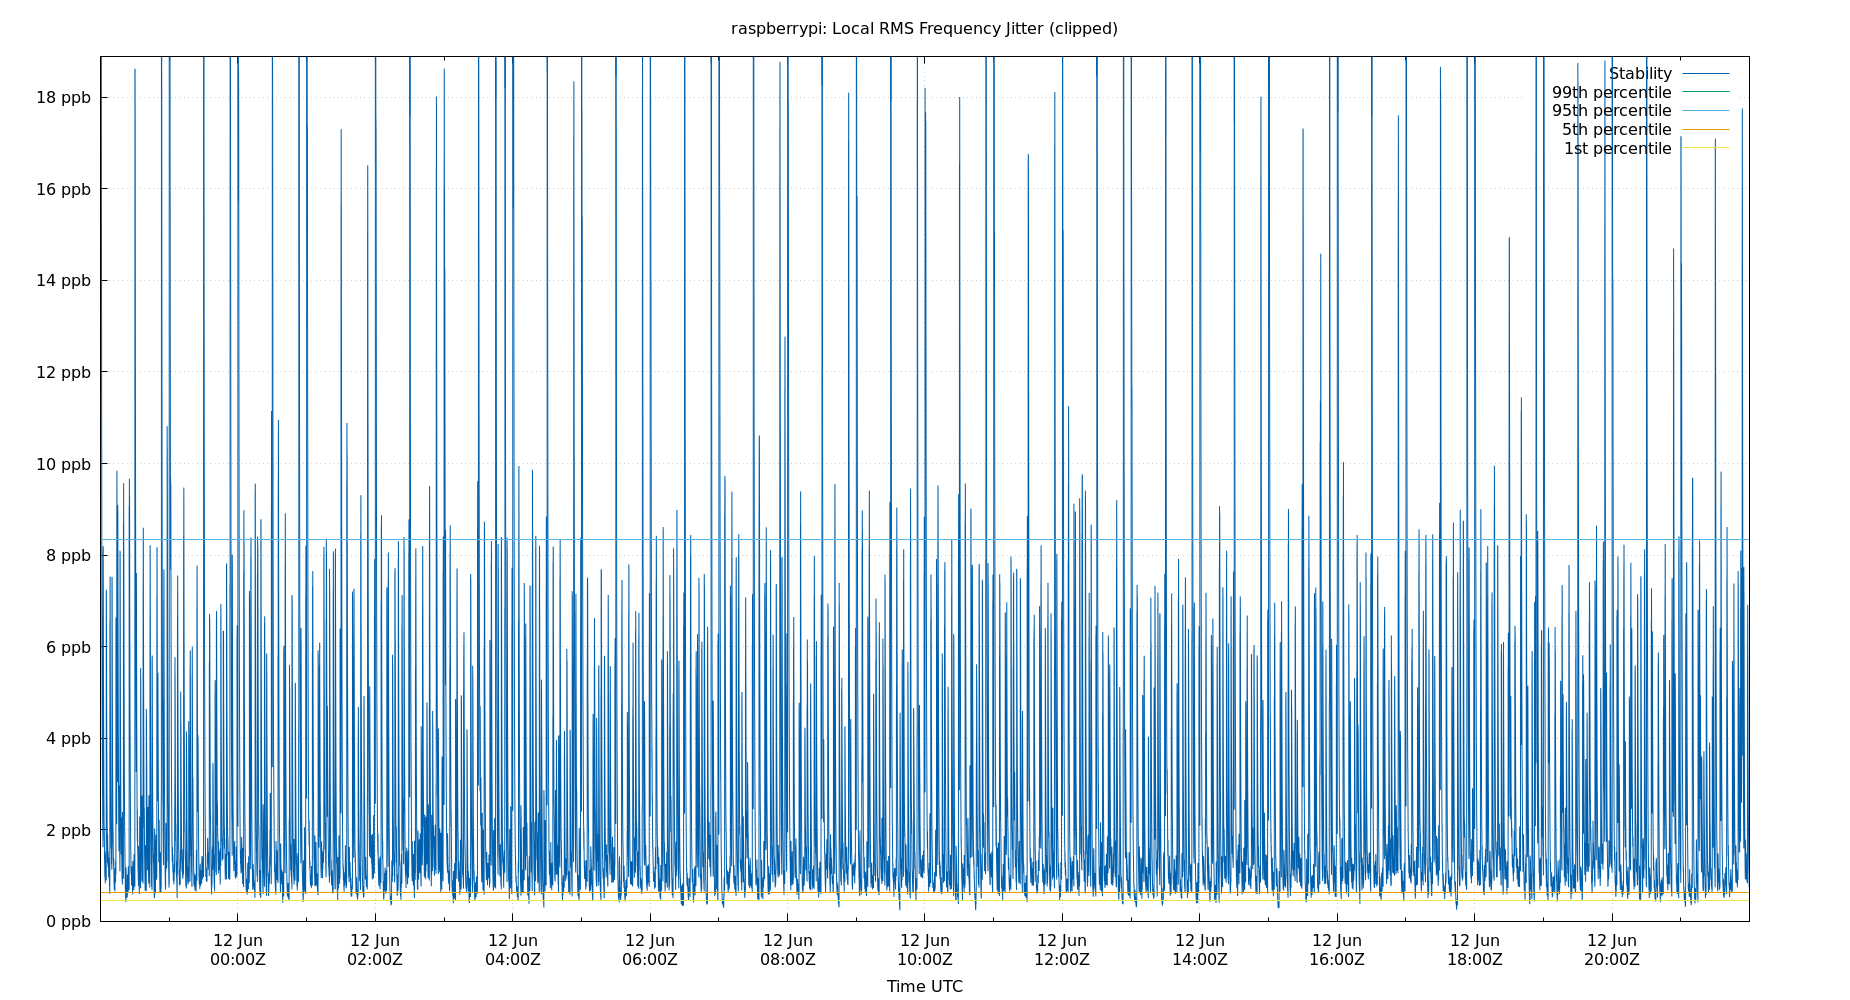 raspberrypi: Local RMS Frequency Jitter (clipped)
Stability
99th percentile
95th percentile
5th percentile
1st percentile
18 ppb
16 ppb
14 ppb
12 ppb
10 ppb
8 ppb
6 ppb
4 ppb
2 ppb
0 ppb
12 Jun 12 Jun 12 Jun 12 Jun 12 Jun 12 Jun 12 Jun 12 Jun 12 Jun 12 Jun 12 Jun
00:00Z 02:00Z 04:00Z 06:00Z 08:00Z 10:00Z 12:00Z 14:00Z 16:00Z 18:00Z 20:00Z
Time UTC